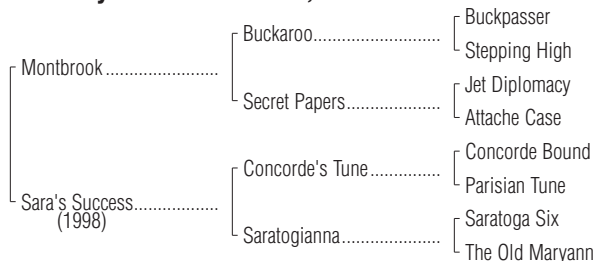 Buckpasser
Buckaroo
Stepping High
Montbrook
Jet Diplomacy
Secret Papers
Attache Case
Concorde Bound
Concorde's Tune
Parisian Tune
Sara's Success
(1998)
Saratoga Six
Saratogianna
The Old Maryann